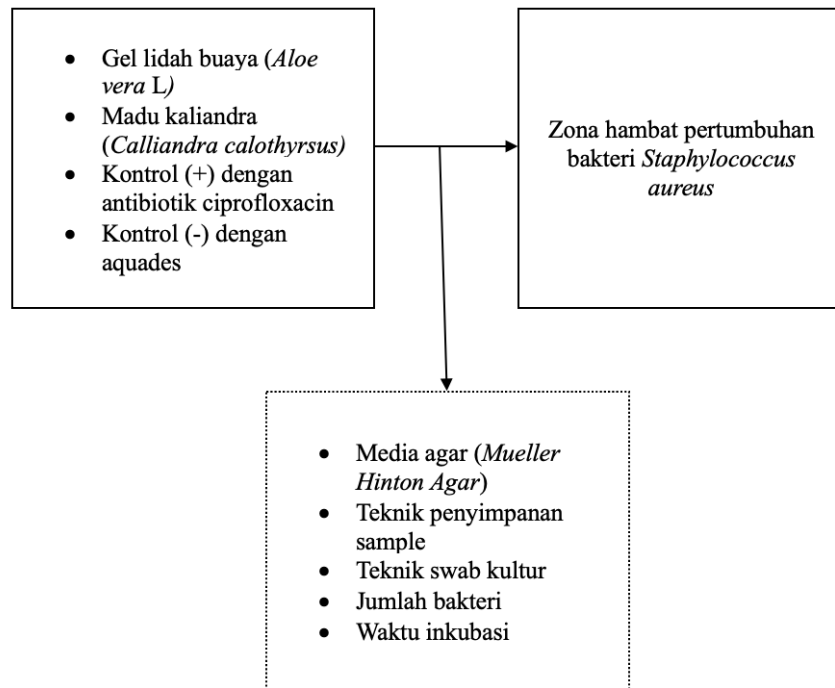 • Gel lidah buaya (Aloe
vera L)
• Madu kaliandra
(Calliandra calothyrsus)
• Kontrol (+) dengan
antibiotik ciprofloxacin
• Kontrol (-) dengan
aquades
Zona hambat pertumbuhan
bakteri Staphylococcus
aureus
• Media agar (Mueller
Hinton Agar)
• Teknik penyimpanan
sample
• Teknik swab kultur
• Jumlah bakteri
• Waktu inkubasi